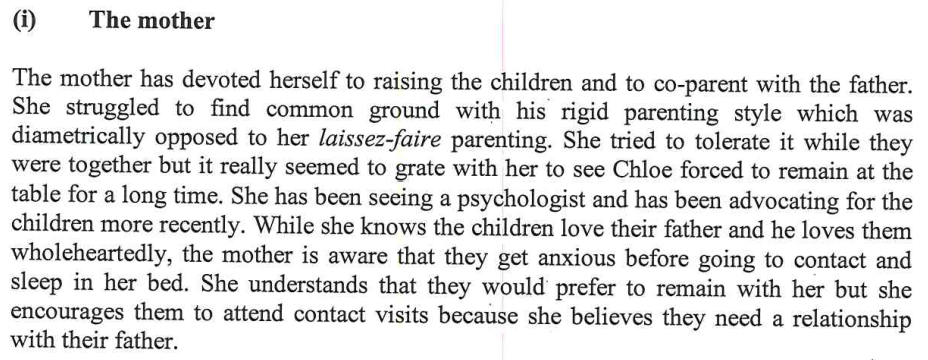 (i) The mother
The mother has devoted herself to raising the children and to co-parent with the father.
She struggled to find common ground with his rigid parenting style which was
diametrically opposed to her laissez-faire parenting. She tried to tolerate it while they
were together but it really seemed to grate with her to see Chloe forced to remain at the
table for a long time. She has been seeing a psychologist and has been advocating for the
children more recently. While she knows the children love their father and he loves them
wholeheartedly, the mother is aware that they get anxious before going to contact and
sleep in her bed. She understands that they would prefer to remain with her but she
encourages them to attend contact visits because she believes they need a relationship
with their father.